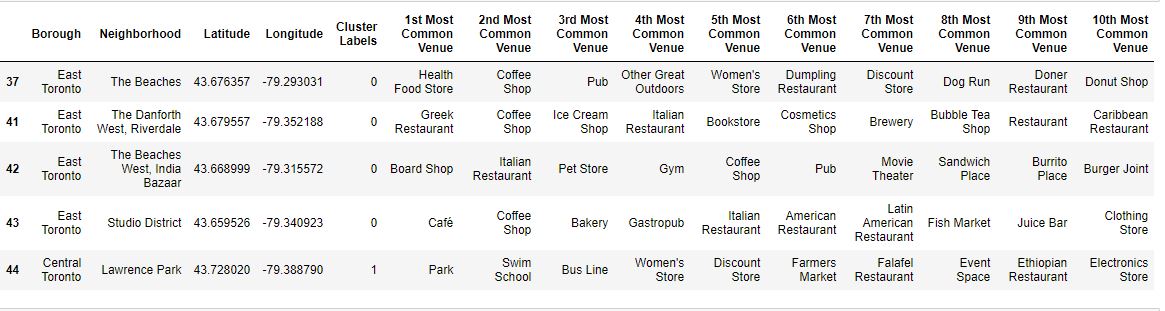 Borough Neighborhood Latitude Longitude Cluster Labels 1st Most Common Venue 2nd Most Common Venue 3rd Most Common Venue 4th Most Common Venue 5th Most Common Venue 6th Most Common Venue 7th Most Common Venue 8th Most Common Venue 9th Most Common Venue 10th Most Common Venue
37 East Toronto The Beaches 43.676357 -79.293031 0 Health Food Store Coffee Shop Pub Other Great Outdoors Women's Store Dumpling Restaurant Discount Store Dog Run Doner Restaurant Donut Shop
41 East Toronto The Danforth West, Riverdale 43.679557 -79.352188 0 Greek Restaurant Coffee Shop Ice Cream Shop Italian Restaurant Bookstore Cosmetics Shop Brewery Bubble Tea Shop Restaurant Caribbean Restaurant
42 East Toronto The Beaches West, India Bazaar 43.668999 -79.315572 0 Board Shop Italian Restaurant Pet Store Gym Coffee Shop Pub Movie Theater Sandwich Place Burrito Place Burger Joint
43 East Toronto Studio District 43.659526 -79.340923 0 Café Coffee Shop Bakery Gastropub Italian Restaurant American Restaurant Latin American Restaurant Fish Market Juice Bar Clothing Store
44 Central Toronto Lawrence Park 43.728020 -79.388790 1 Park Swim School Bus Line Women's Store Discount Store Farmers Market Falafel Restaurant Event Space Ethiopian Restaurant Electronics Store